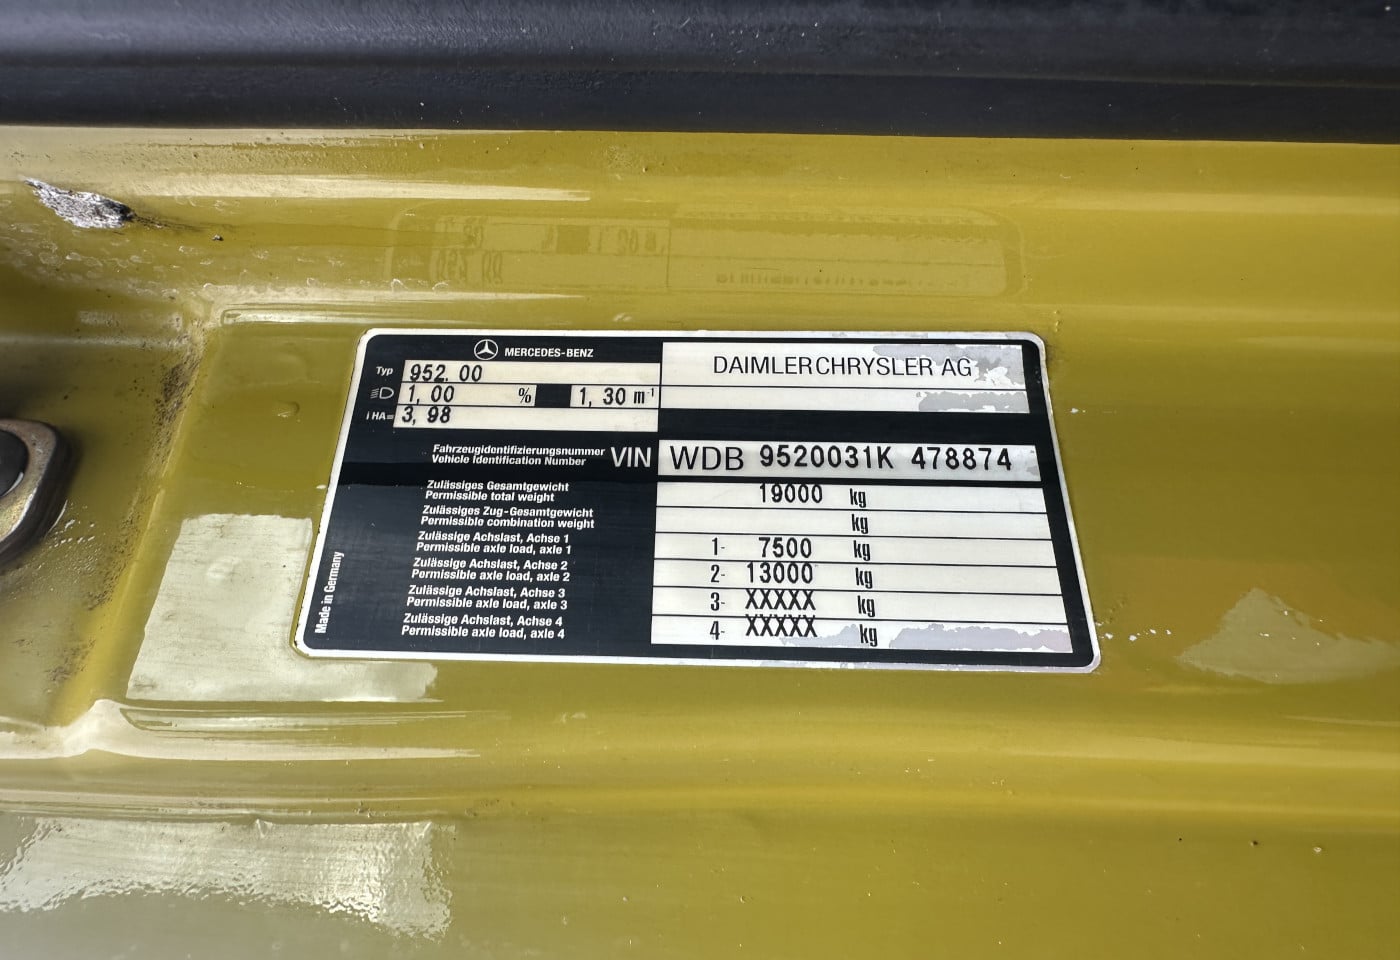 MERCEDES-BENZ
DAIMLERCHRYSLER AG
Typ 952. 00
1, 00 % 1, 30 m⁻¹
i HA= 3, 98
Fahrzeugidentifizierungsnummer
Vehicle Identification Number VIN WDB 9520031K 478874
Zulässiges Gesamtgewicht
Permissible total weight 19000 kg
Zulässiges Zug-Gesamtgewicht
Permissible combination weight kg
Zulässige Achslast, Achse 1
Permissible axle load, axle 1 1- 7500 kg
Zulässige Achslast, Achse 2
Permissible axle load, axle 2 2- 13000 kg
Zulässige Achslast, Achse 3
Permissible axle load, axle 3 3- XXXXX kg
Zulässige Achslast, Achse 4
Permissible axle load, axle 4 4- XXXXX kg
Made in Germany